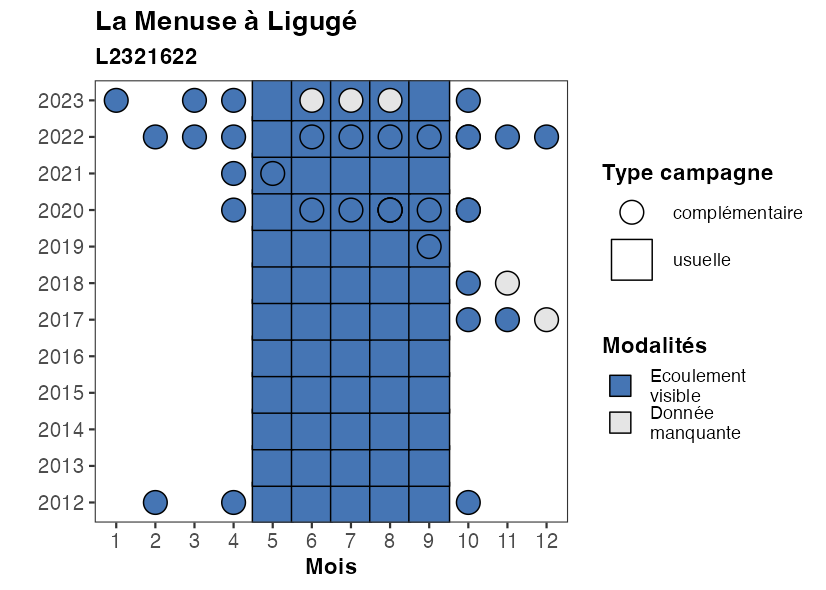 La Menuse à Ligugé
L2321622
2023
2022
2021
2020
2019
2018
2017
2016
2015
2014
2013
2012
1 2 3 4 5 6 7 8 9 10 11 12
Mois
Type campagne
complémentaire
usuelle
Modalités
Ecoulement
visible
Donnée
manquante